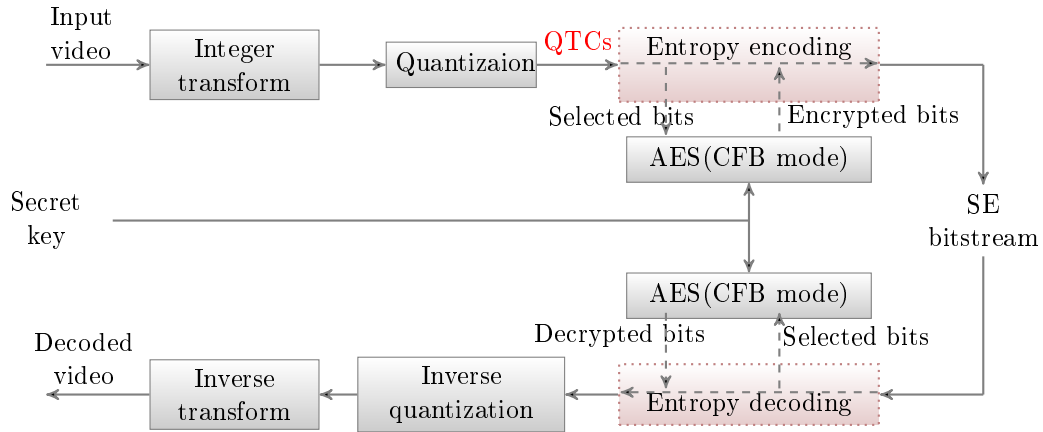 Input
video
Integer
transform
Quantizaion
QTCs
Entropy encoding
Selected bits
Encrypted bits
AES(CFB mode)
Secret
key
SE
bitstream
AES(CFB mode)
Decrypted bits
Selected bits
Decoded
video
Inverse
transform
Inverse
quantization
Entropy decoding